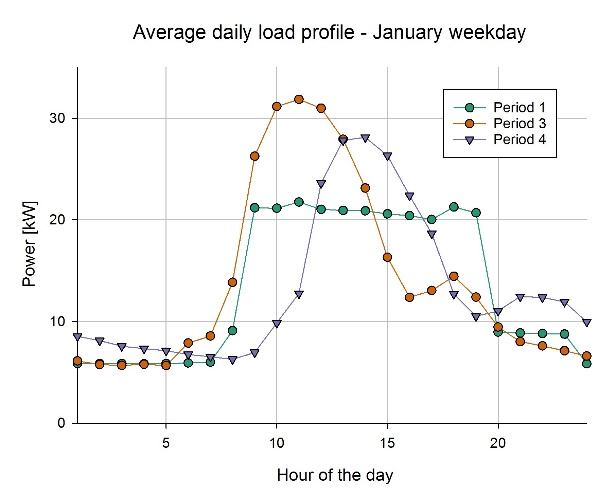 Average daily load profile - January weekday
Period 1
Period 3
Period 4
30
20
10
0
Power [kW]
5 10 15 20
Hour of the day